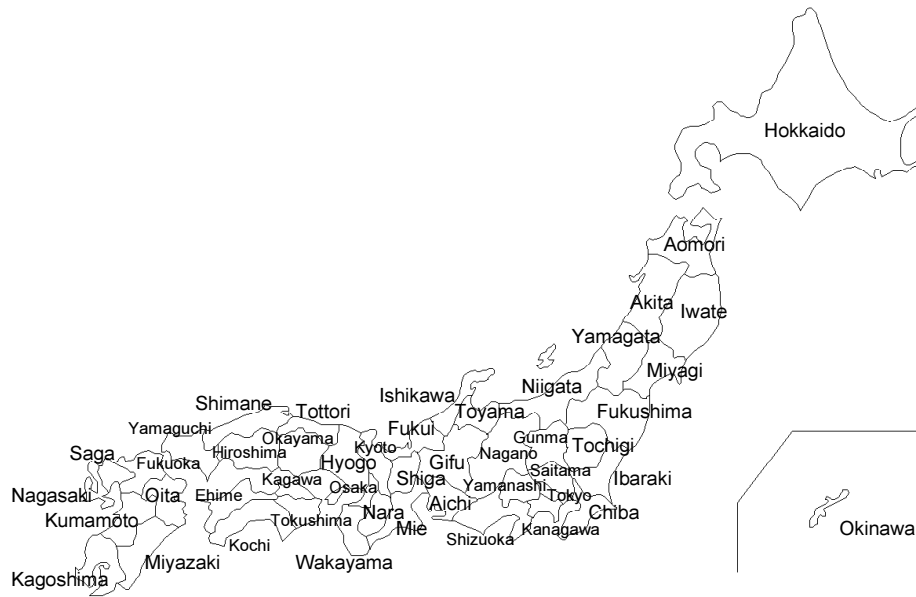 Hokkaido
Aomori
Akita
Iwate
Yamagata
Miyagi
Niigata
Ishikawa
Shimane
Tottori
Toyama
Fukushima
Yamaguchi
Fukui
Okayama
Gunma
Tochigi
Kyōto
Hiroshima
Nagano
Saga
Fukuoka
Hyogo
Gifu
Saitama
Shiga
Ibaraki
Kagawa
Osaka
Yamanashi
Nagasaki
Oita
Ehime
Tokyo
Aichi
Nara
Chiba
Kumamōto
Tokushima
Mie
Kanagawa
Okinawa
Shizuoka
Kochi
Miyazaki
Wakayama
Kagoshima